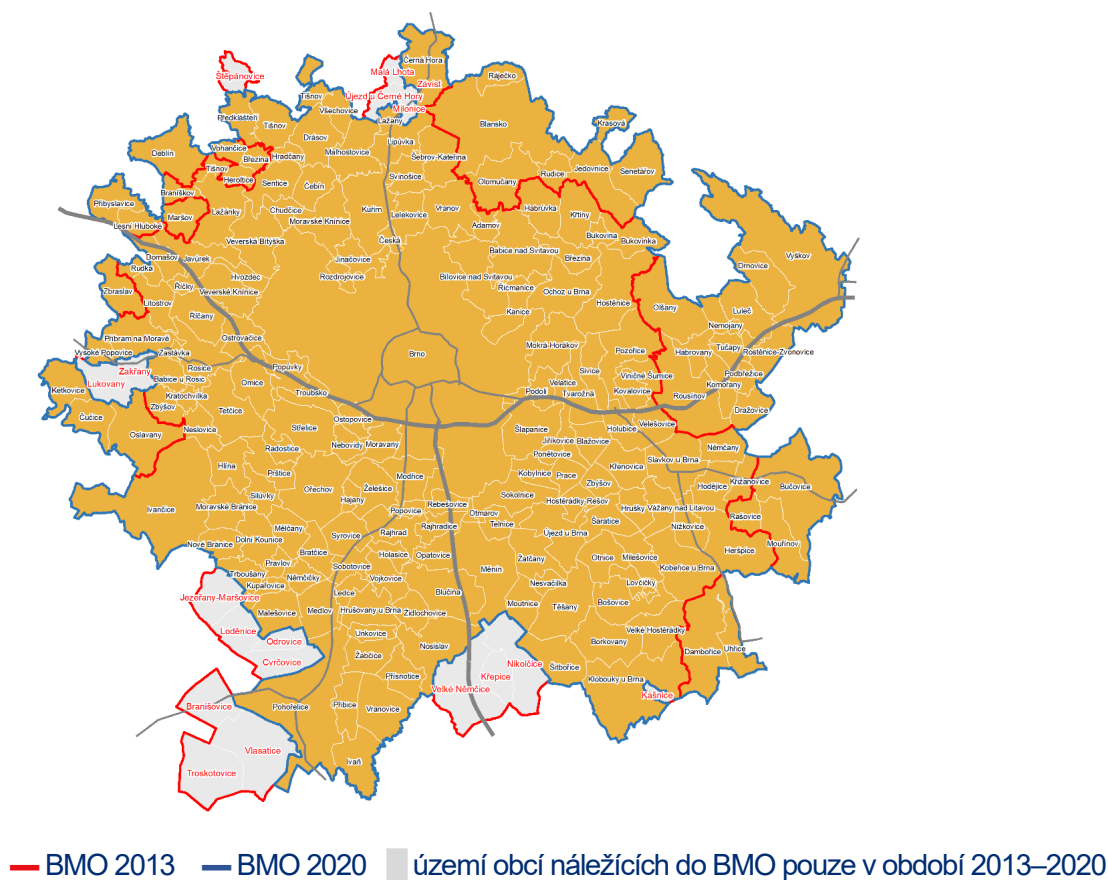 Černá Hora
Štěpánovice
Malá Lhota
Ráječko
Závist
Tišnov
Újezd u Černé Hory
Všechovice
Milonice
Předklášteří
Lažany
Blansko
Krasová
Tišnov
Drásov
Lipůvka
Vohančice
Malhostovice
Deblín
Březina
Hradčany
Šebrov-Kateřina
Tišnov
Rudice
Jedovnice
Senetářov
Heroltice
Sentice
Čebín
Svinošice
Olomučany
Braníškov
Přibyslavice
Maršov
Lažánky
Chudčice
Kuřim
Lelekovice
Vranov
Habrůvka
Křtiny
Lesní Hluboké
Moravské Knínice
Adamov
Bukovina
Veverská Bítýška
Česká
Bukovinka
Domašov
Javůrek
Jinačovice
Babice nad Svitavou
Březina
Vyškov
Rudka
Hvozdec
Rozdrojovice
Bílovice nad Svitavou
Drnovice
Zbraslav
Říčky
Veverské Knínice
Řícmanice
Ochoz u Brna
Litostrov
Hostěnice
Olšany
Říčany
Kanice
Luleč
Nemojany
Příbram na Moravě
Ostrovačice
Mokrá-Horákov
Tučapy
Vysoké Popovice
Zastávka
Brno
Pozořice
Habrovany
Rostěnice-Zvonovice
Zakřany
Rosice
Popůvky
Sivice
Podbřežice
Lukovany
Babice u Rosic
Omice
Velatice
Viničné Šumice
Komořany
Ketkovice
Kratochvilka
Troubsko
Podolí
Tvarožná
Kovalovice
Rousínov
Zbýšov
Tetčice
Dražovice
Čučice
Ostopovice
Holubice
Velešovice
Oslavany
Neslovice
Střelice
Šlapanice
Nebovidy
Moravany
Jiříkovice
Blažovice
Radostice
Ponětovice
Němčany
Hlína
Modřice
Kobylnice
Prace
Křenovice
Slavkov u Brna
Prštice
Zbýšov
Hodějice
Křižanovice
Bučovice
Silůvky
Ořechov
Želešice
Sokolnice
Hostěrádky-Rešov
Ivančice
Moravské Bránice
Hajany
Popovice
Rebešovice
Otmarov
Hrušky
Vážany nad Litavou
Rašovice
Mělčany
Rajhrad
Rajhradice
Telnice
Šaratice
Nížkovice
Nové Bránice
Dolní Kounice
Syrovice
Újezd u Brna
Heršpice
Mouřínov
Bratčice
Holasice
Opatovice
Pravlov
Sobotovice
Žatčany
Otnice
Milešovice
Trboušany
Němčičky
Vojkovice
Měnín
Kobeřice u Brna
Kupařovice
Ledce
Blučina
Nesvačilka
Lovčičky
Jezeřany-Maršovice
Malešovice
Medlov
Hrušovany u Brna
Židlochovice
Moutnice
Těšany
Bošovice
Loděnice
Unkovice
Velké Hostěrádky
Odrovice
Nosislav
Borkovany
Dambořice
Uhřice
Cvrčovice
Žabčice
Nikolčice
Šitbořice
Přísnotice
Křepice
Velké Němčice
Klobouky u Brna
Kašnice
Branišovice
Pohořelice
Přibice
Vranovice
Vlasatice
Ivaň
Troskotovice
BMO 2013 BMO 2020 území obcí náležících do BMO pouze v období 2013–2020